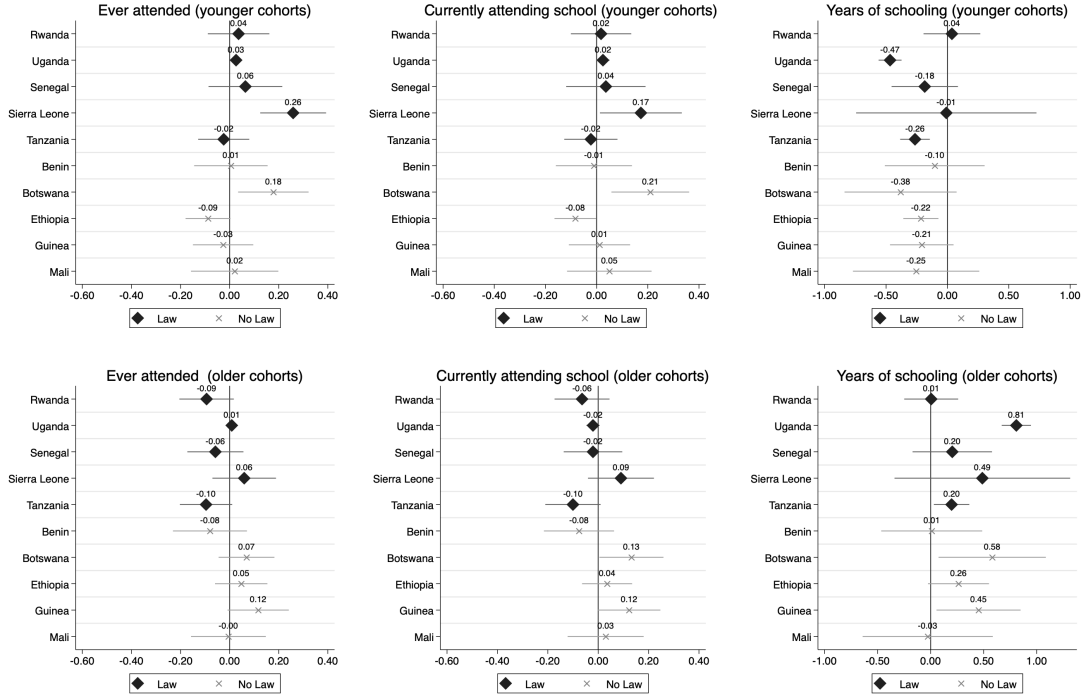 Ever attended (younger cohorts)
Rwanda 0.04
Uganda 0.03
Senegal 0.06
Sierra Leone 0.26
Tanzania -0.02
Benin 0.01
Botswana 0.18
Ethiopia -0.09
Guinea -0.03
Mali 0.02
-0.60 -0.40 -0.20 0.00 0.20 0.40
Law No Law
Currently attending school (younger cohorts)
Rwanda 0.02
Uganda 0.02
Senegal 0.04
Sierra Leone 0.17
Tanzania -0.02
Benin -0.01
Botswana 0.21
Ethiopia -0.08
Guinea 0.01
Mali 0.05
-0.60 -0.40 -0.20 0.00 0.20 0.40
Law No Law
Years of schooling (younger cohorts)
Rwanda 0.04
Uganda -0.47
Senegal -0.18
Sierra Leone -0.01
Tanzania -0.26
Benin -0.10
Botswana -0.38
Ethiopia -0.22
Guinea -0.21
Mali -0.25
-1.00 -0.50 0.00 0.50 1.00
Law No Law
Ever attended (older cohorts)
Rwanda -0.09
Uganda 0.01
Senegal -0.06
Sierra Leone 0.06
Tanzania -0.10
Benin -0.08
Botswana 0.07
Ethiopia 0.05
Guinea 0.12
Mali -0.00
-0.60 -0.40 -0.20 0.00 0.20 0.40
Law No Law
Currently attending school (older cohorts)
Rwanda -0.06
Uganda -0.02
Senegal -0.02
Sierra Leone 0.09
Tanzania -0.10
Benin -0.08
Botswana 0.13
Ethiopia 0.04
Guinea 0.12
Mali 0.03
-0.60 -0.40 -0.20 0.00 0.20 0.40
Law No Law
Years of schooling (older cohorts)
Rwanda 0.01
Uganda 0.81
Senegal 0.20
Sierra Leone 0.49
Tanzania 0.20
Benin 0.01
Botswana 0.58
Ethiopia 0.26
Guinea 0.45
Mali -0.03
-1.00 -0.50 0.00 0.50 1.00
Law No Law